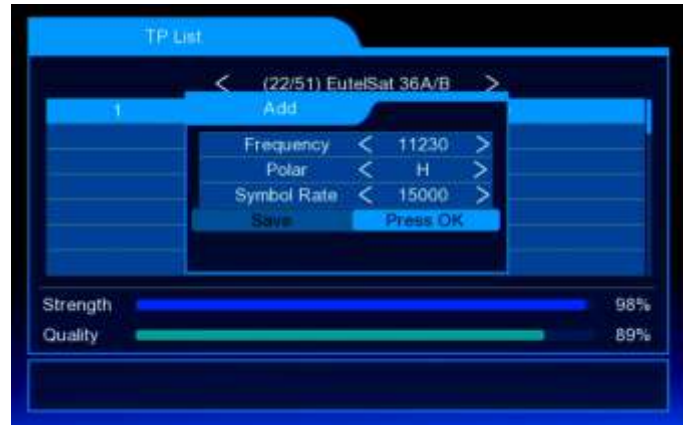 TP List
< (22/51) EutelSat 36A/B >
1
Add
Frequency < 11230 >
Polar < H >
Symbol Rate < 15000 >
Save Press OK
Strength 98%
Quality 89%